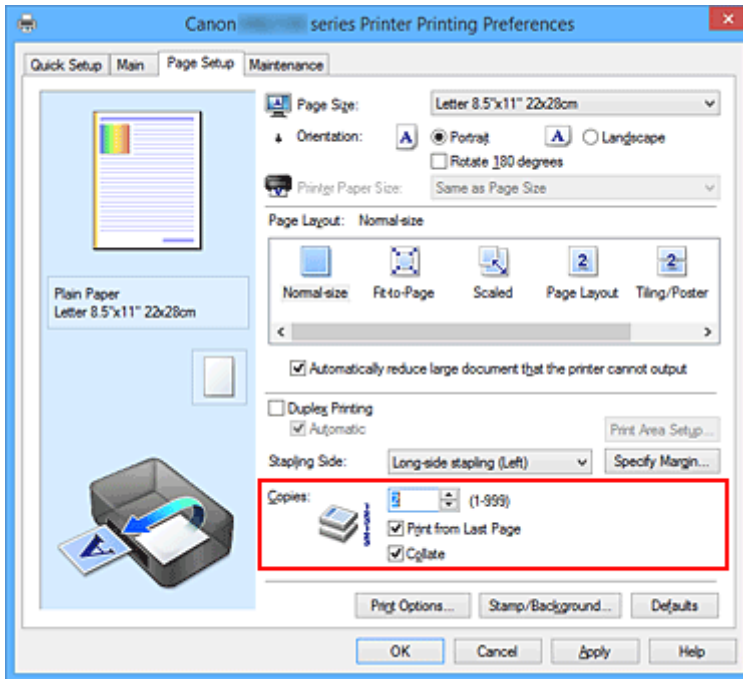 Canon series Printer Printing Preferences
Quick Setup Main Page Setup Maintenance
Page Size: Letter 8.5"x11" 22x28cm
Orientation: A Portrait A Landscape
Rotate 180 degrees
Printer Paper Size: Same as Page Size
Page Layout: Normal-size
2 2
Normal-size Fit-to-Page Scaled Page Layout Tiling/Poster
Plain Paper
Letter 8.5"x11" 22x28cm
Automatically reduce large document that the printer cannot output
Duplex Printing
Automatic
Print Area Setup...
Stapling Side: Long-side stapling (Left) Specify Margin...
Copies: 2 (1-999)
Print from Last Page
Collate
A
Print Options... Stamp/Background... Defaults
OK Cancel Apply Help